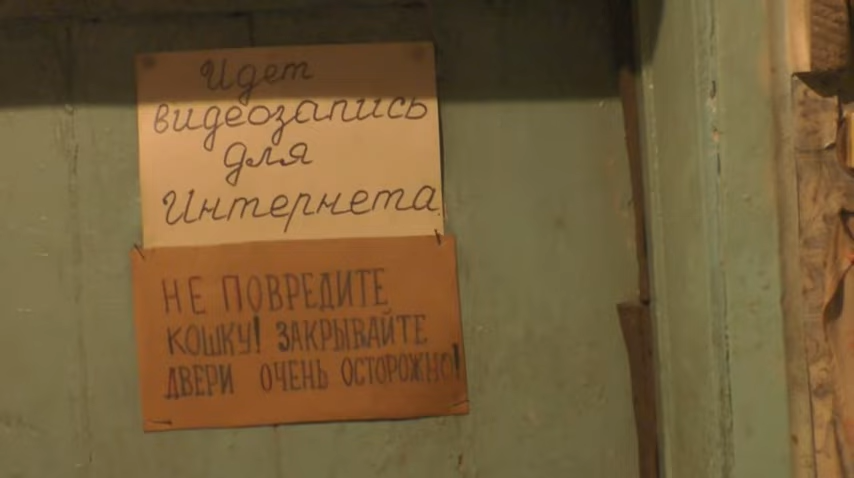 Идет
видеозапись
для
Интернета.
НЕ ПОВРЕДИТЕ
КОШКУ! ЗАКРЫВАЙТЕ
ДВЕРИ ОЧЕНЬ ОСТОРОЖНО!